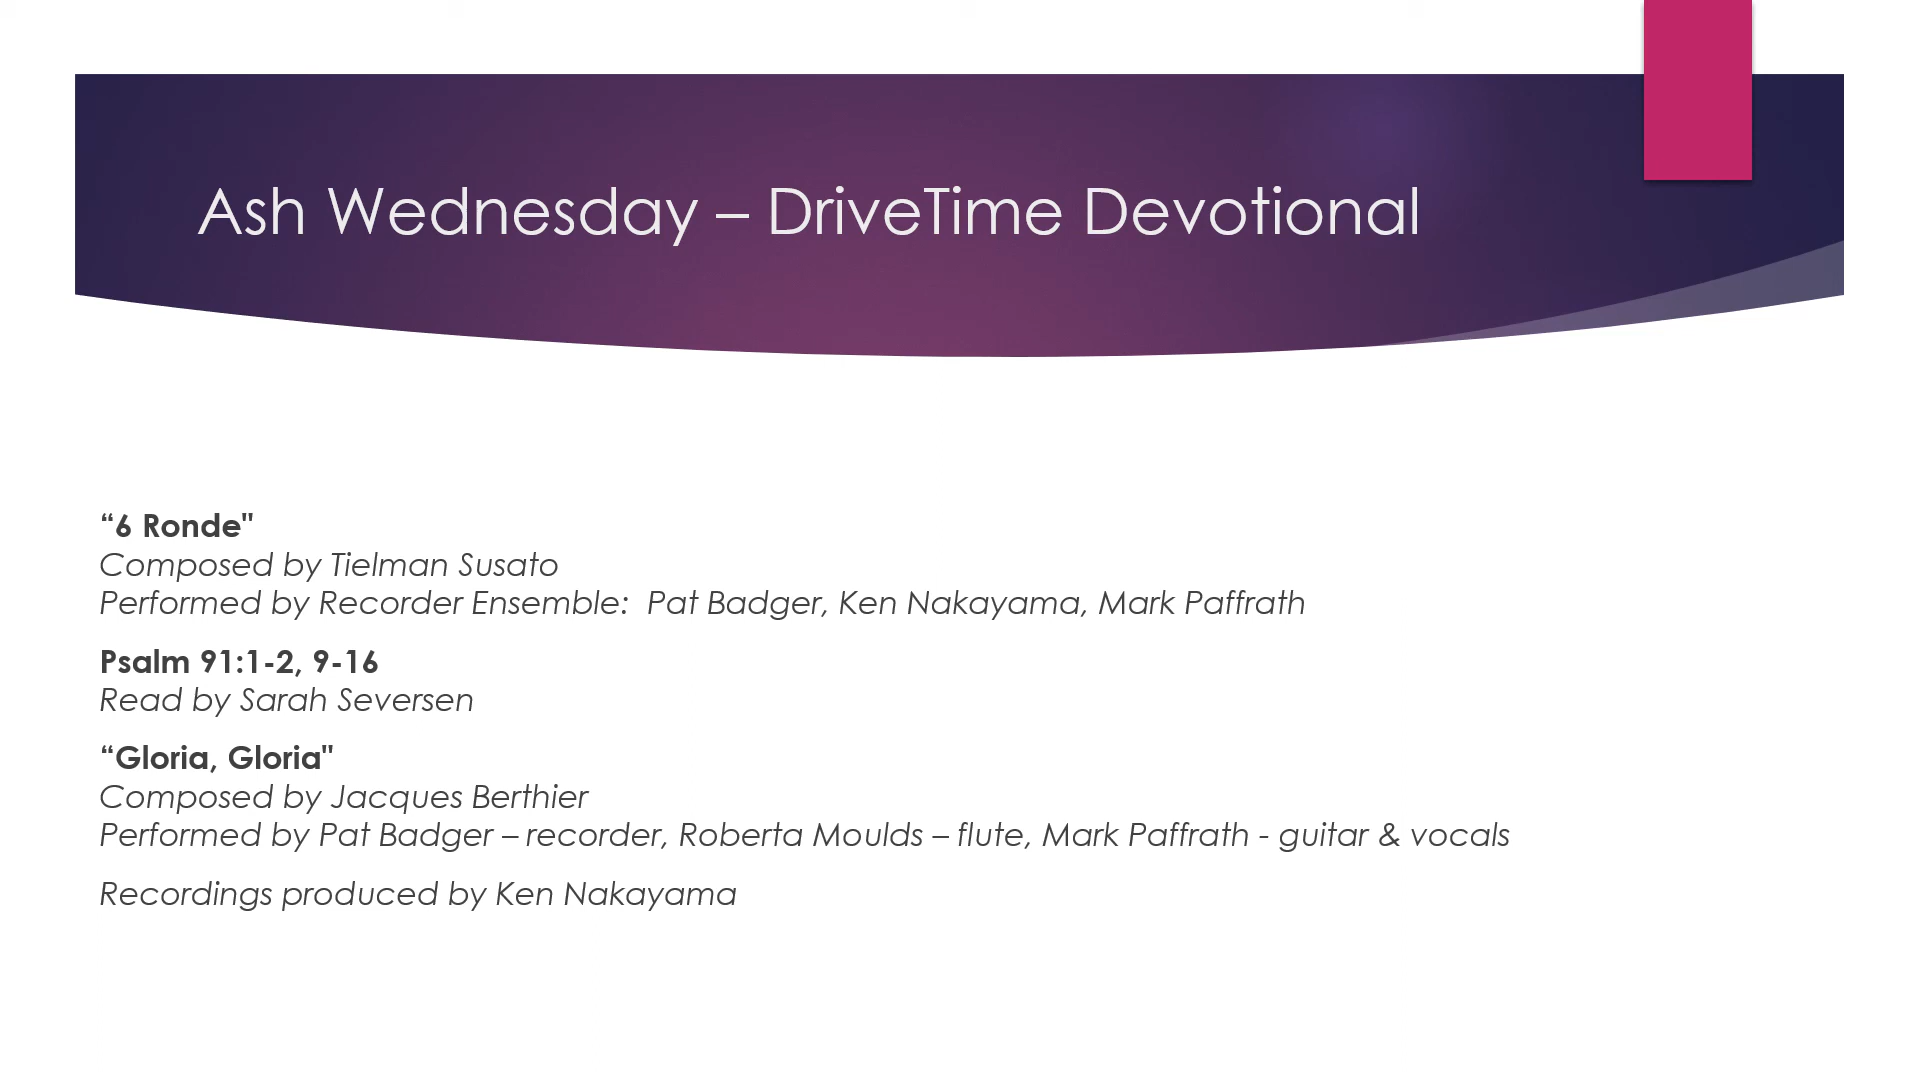 Ash Wednesday – DriveTime Devotional
“6 Ronde"
Composed by Tielman Susato
Performed by Recorder Ensemble:  Pat Badger, Ken Nakayama, Mark Paffrath
Psalm 91:1-2, 9-16
Read by Sarah Seversen
“Gloria, Gloria"
Composed by Jacques Berthier
Performed by Pat Badger – recorder, Roberta Moulds – flute, Mark Paffrath - guitar & vocals
Recordings produced by Ken Nakayama